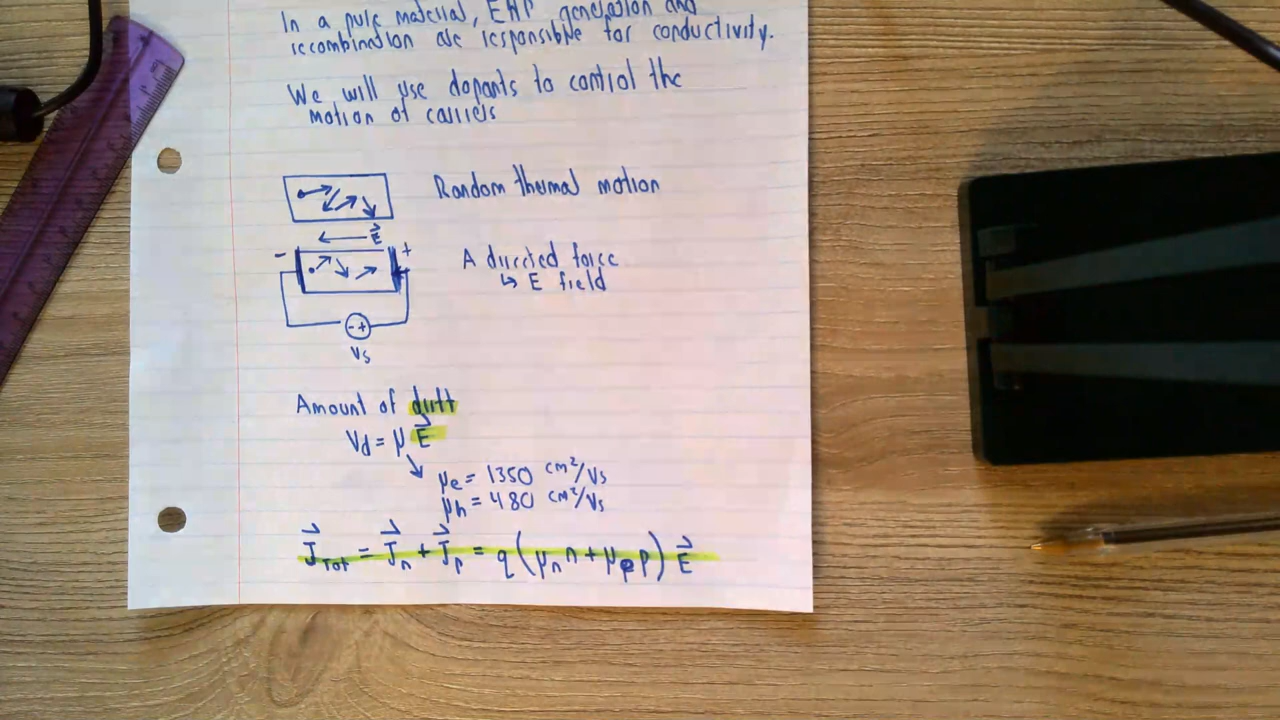 In a pure material, EHP generation and
recombination are responsible for conductivity.
We will use dopants to control the
motion of carriers
Random thermal motion
E
- +
A directed force
↳ E field
- +
Vs
Amount of drift
Vd = μ E
μe = 1350 cm²/Vs
μh = 480 cm²/Vs
J Tot = J n + J p = q (μn n + μp p) E